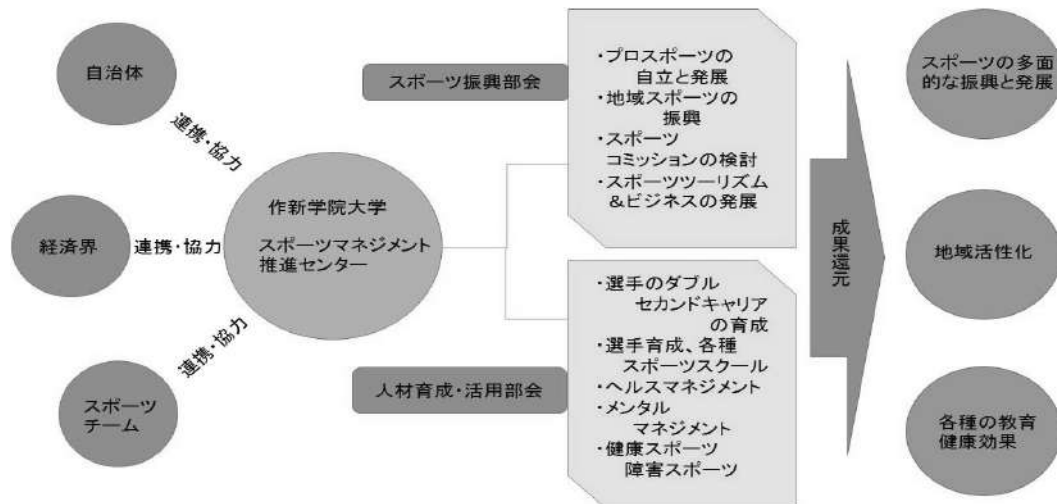 自治体
連携・協力
経済界
連携・協力
スポーツ
チーム
連携・協力
作新学院大学
スポーツマネジメント
推進センター
スポーツ振興部会
・プロスポーツの
自立と発展
・地域スポーツの
振興
・スポーツ
コミッションの検討
・スポーツツーリズム
&ビジネスの発展
人材育成・活用部会
・選手のダブル
セカンドキャリア
の育成
・選手育成、各種
スポーツスクール
・ヘルスマネジメント
・メンタル
マネジメント
・健康スポーツ
障害スポーツ
成果還元
スポーツの多面
的な振興と発展
地域活性化
各種の教育
健康効果